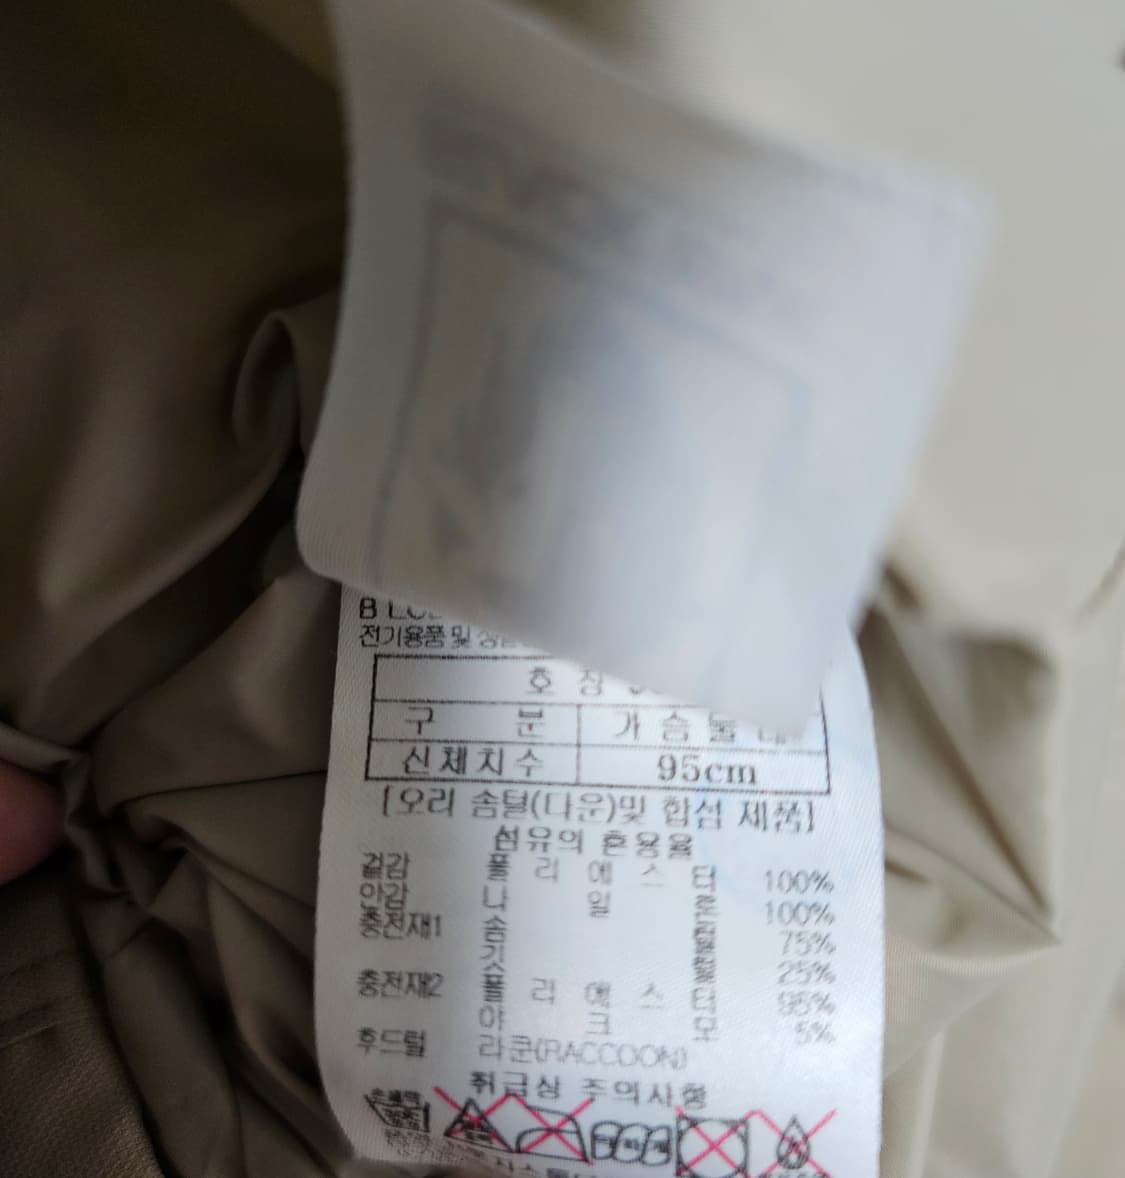 전기용품 및
호 칭
구 분 가 슴 둘 레
신체치수 95cm
[오리 솜털(다운)및 합섬 제품]
섬유의 혼용율
겉감 폴 리 에 스 터 100%
안감 나 일 론 100%
충전재1 솜 털 75%
깃 털 25%
충전재2 폴 리 에 스 터 95%
아 크 릴 5%
후드털 라쿤(RACCOON)
취급상 주의사항